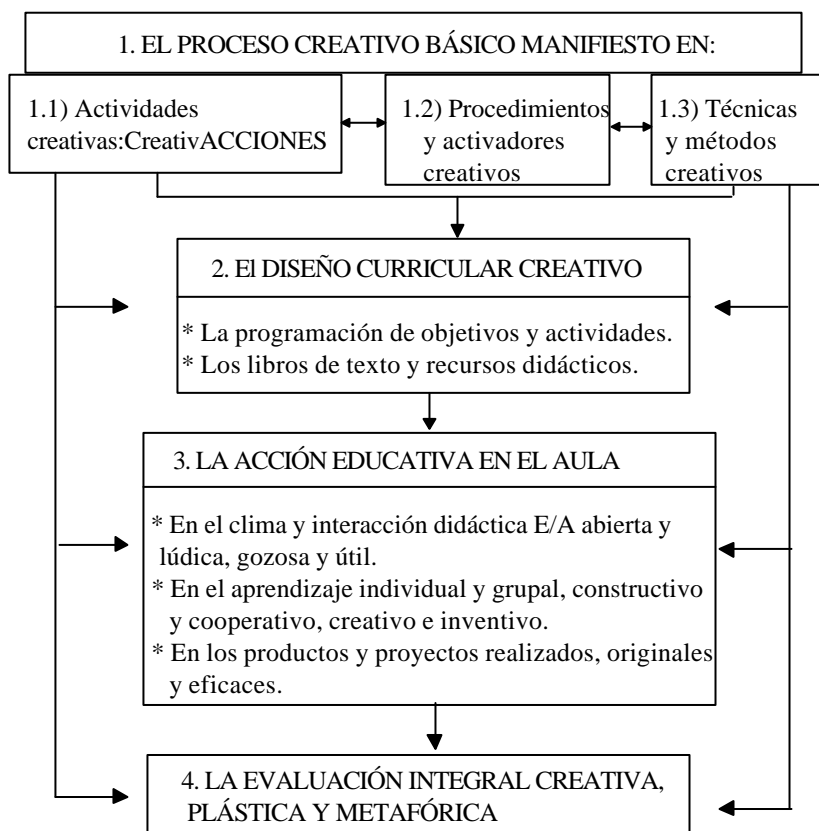 1. EL PROCESO CREATIVO BÁSICO MANIFIESTO EN:
1.1) Actividades
creativas:CreativACCIONES
1.2) Procedimientos
y activadores
creativos
1.3) Técnicas
y métodos
creativos
2. El DISEÑO CURRICULAR CREATIVO
* La programación de objetivos y actividades.
* Los libros de texto y recursos didácticos.
3. LA ACCIÓN EDUCATIVA EN EL AULA
* En el clima y interacción didáctica E/A abierta y
lúdica, gozosa y útil.
* En el aprendizaje individual y grupal, constructivo
y cooperativo, creativo e inventivo.
* En los productos y proyectos realizados, originales
y eficaces.
4. LA EVALUACIÓN INTEGRAL CREATIVA,
PLÁSTICA Y METAFÓRICA